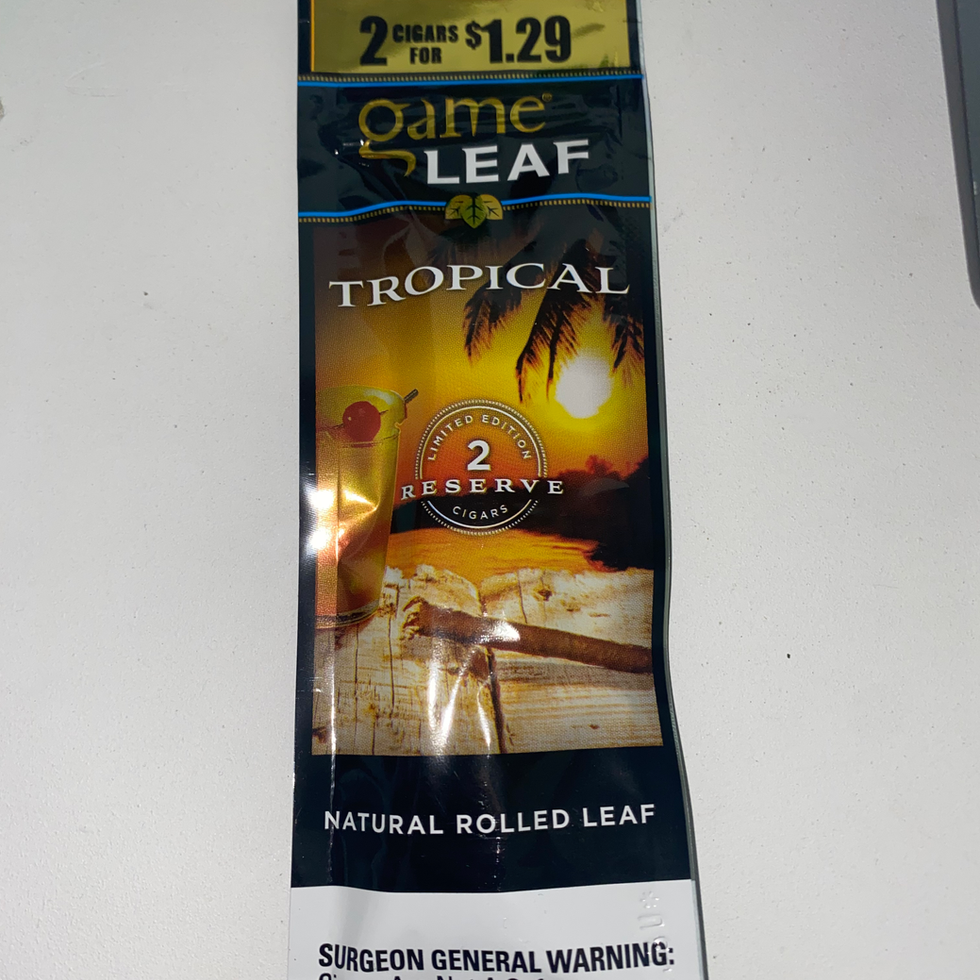 2 CIGARS FOR $1.29
game®
LEAF
TROPICAL
LIMITED EDITION
2
RESERVE
CIGARS
NATURAL ROLLED LEAF
SURGEON GENERAL WARNING: